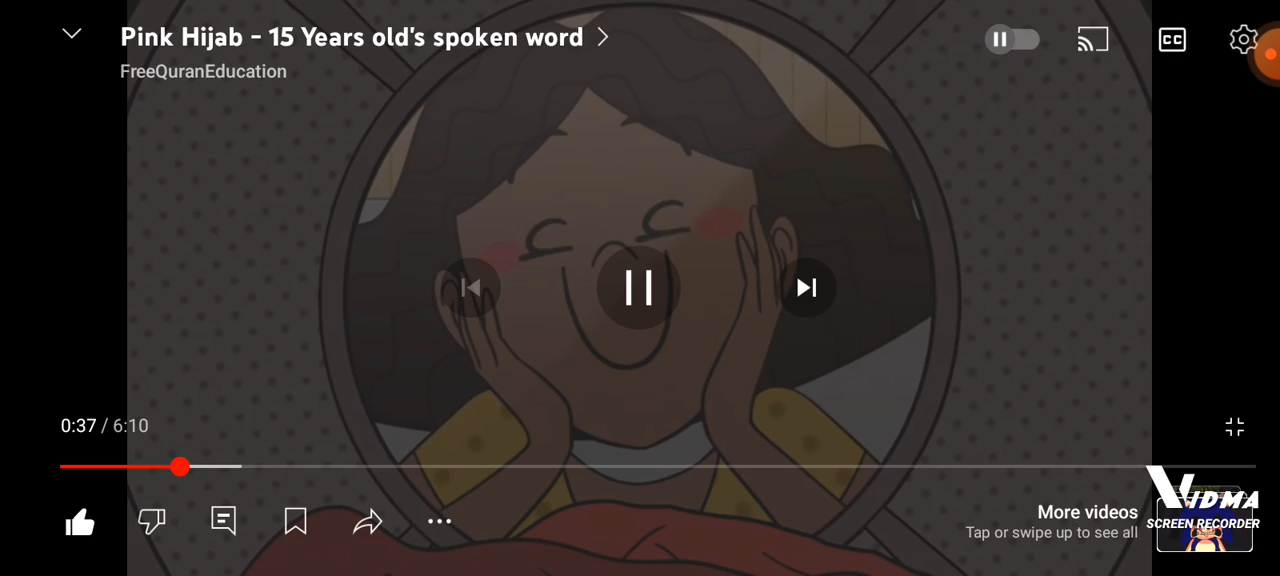 Pink Hijab - 15 Years old's spoken word
FreeQuranEducation
CC
0:37 / 6:10
More videos
Tap or swipe up to see all
VIDMA
SCREEN RECORDER